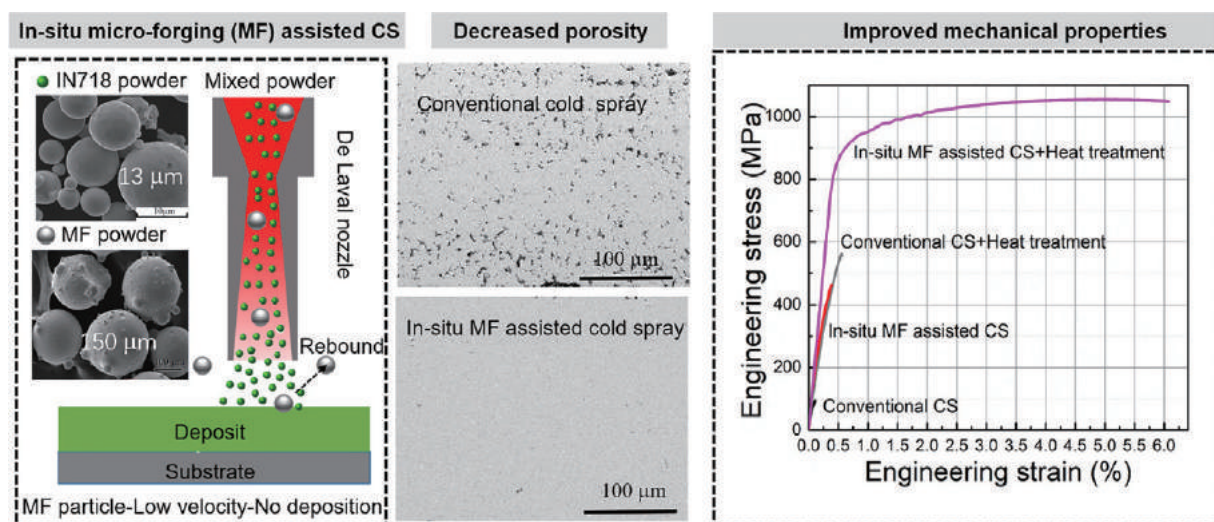 In-situ micro-forging (MF) assisted CS
IN718 powder
Mixed powder
13 μm
MF powder
150 μm
De Laval nozzle
Rebound
Deposit
Substrate
MF particle-Low velocity-No deposition
Decreased porosity
Conventional cold spray
100 μm
In-situ MF assisted cold spray
100 μm
Improved mechanical properties
Engineering stress (MPa)
1000
800
600
400
200
0
In-situ MF assisted CS+Heat treatment
Conventional CS+Heat treatment
In-situ MF assisted CS
Conventional CS
0.0 0.5 1.0 1.5 2.0 2.5 3.0 3.5 4.0 4.5 5.0 5.5 6.0
Engineering strain (%)